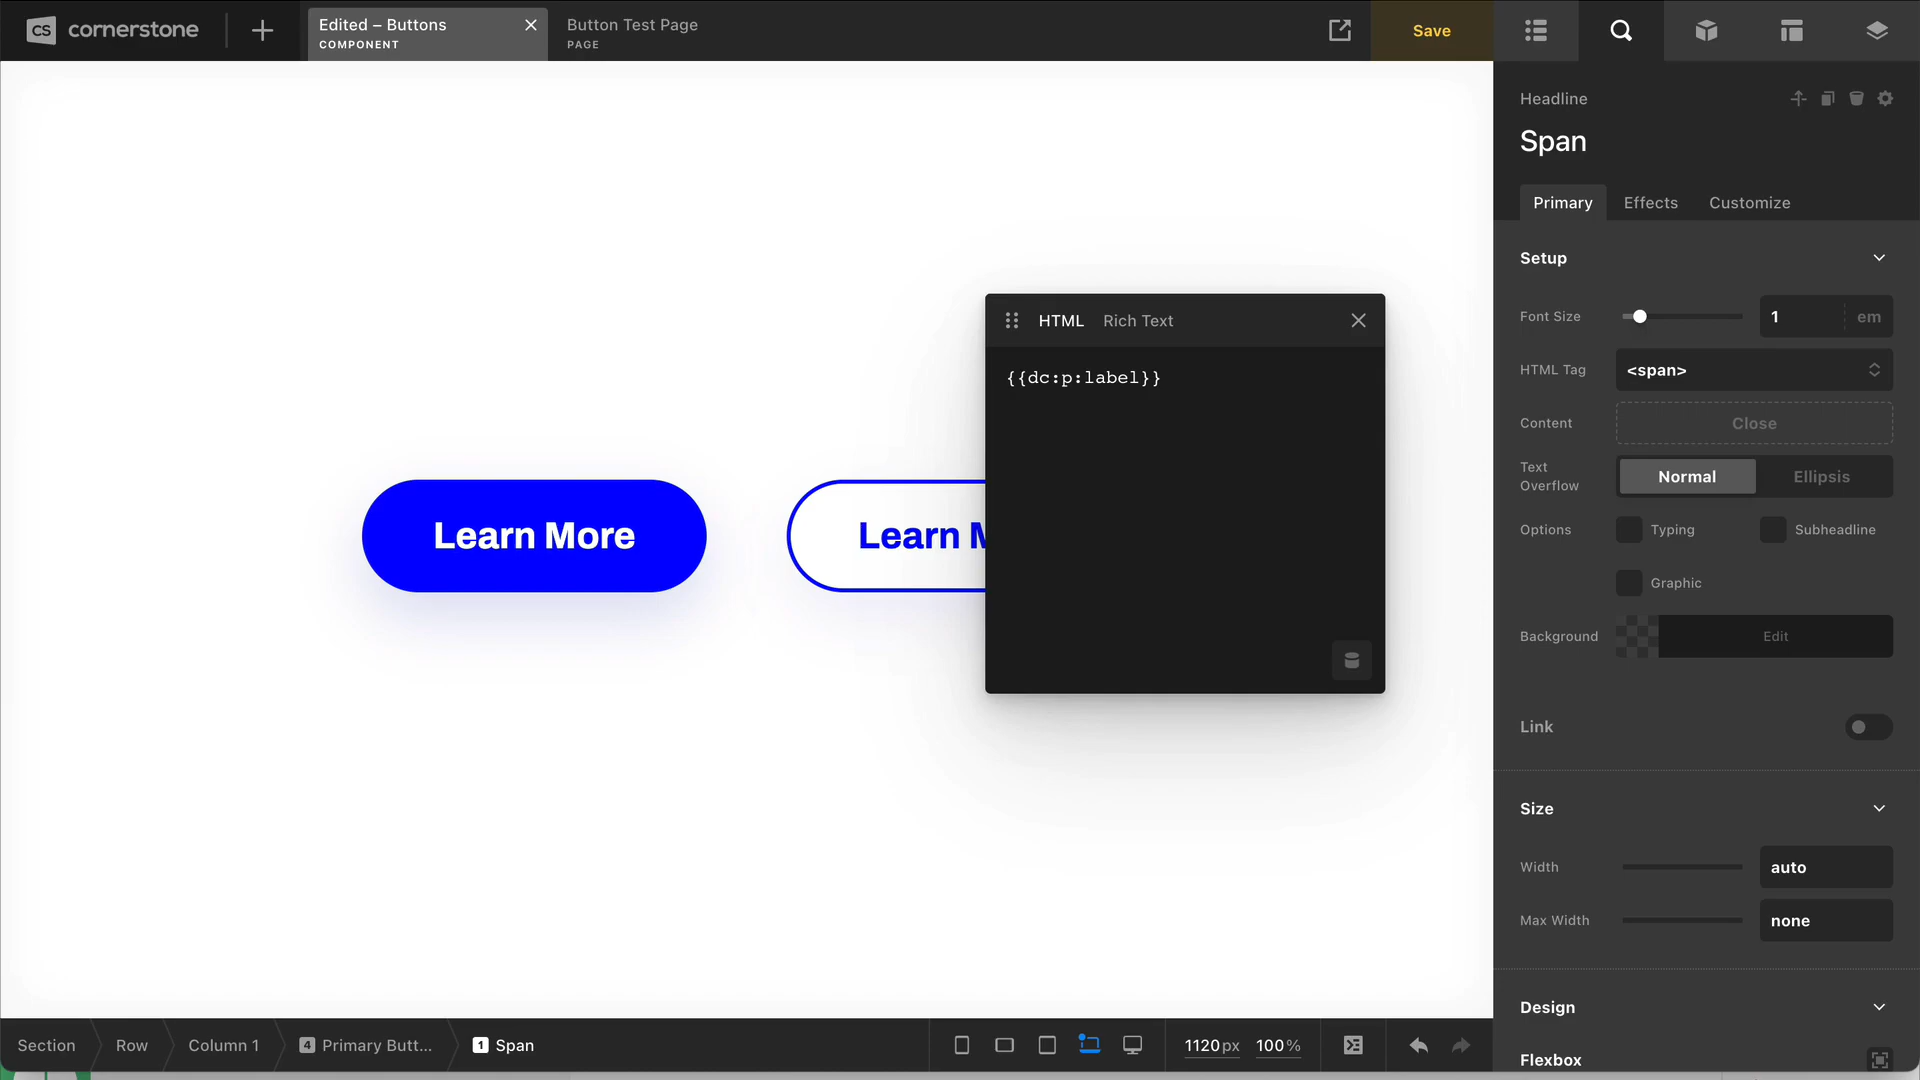 CS cornerstone
Edited – Buttons
COMPONENT
Button Test Page
PAGE
Save
Headline
Span
Primary
Effects
Customize
Setup
Font Size
1
em
HTML Tag
<span>
Content
Close
Text Overflow
Normal
Ellipsis
Options
Typing
Subheadline
Graphic
Background
Edit
Link
Size
Width
auto
Max Width
none
Design
Flexbox
HTML
Rich Text
{{dc:p:label}}
Learn More
Learn
Section
Row
Column 1
4 Primary Butt...
1 Span
1120px
100%